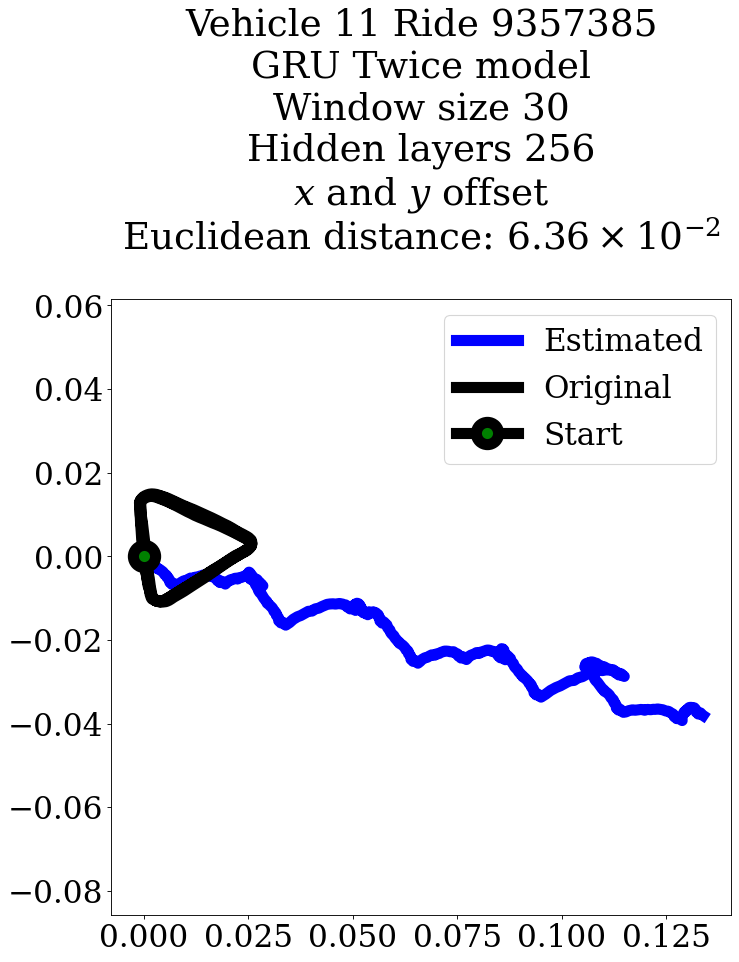 Vehicle 11 Ride 9357385
GRU Twice model
Window size 30
Hidden layers 256
x and y offset
Euclidean distance: 6.36 × 10⁻²
0.06
0.04
0.02
0.00
−0.02
−0.04
−0.06
−0.08
Estimated
Original
Start
0.000 0.025 0.050 0.075 0.100 0.125